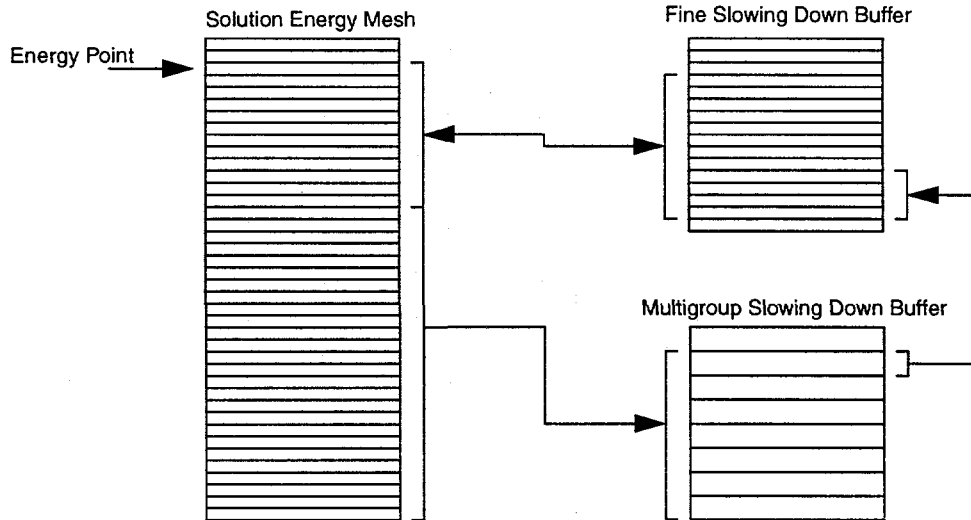 Solution Energy Mesh
Fine Slowing Down Buffer
Energy Point
Multigroup Slowing Down Buffer